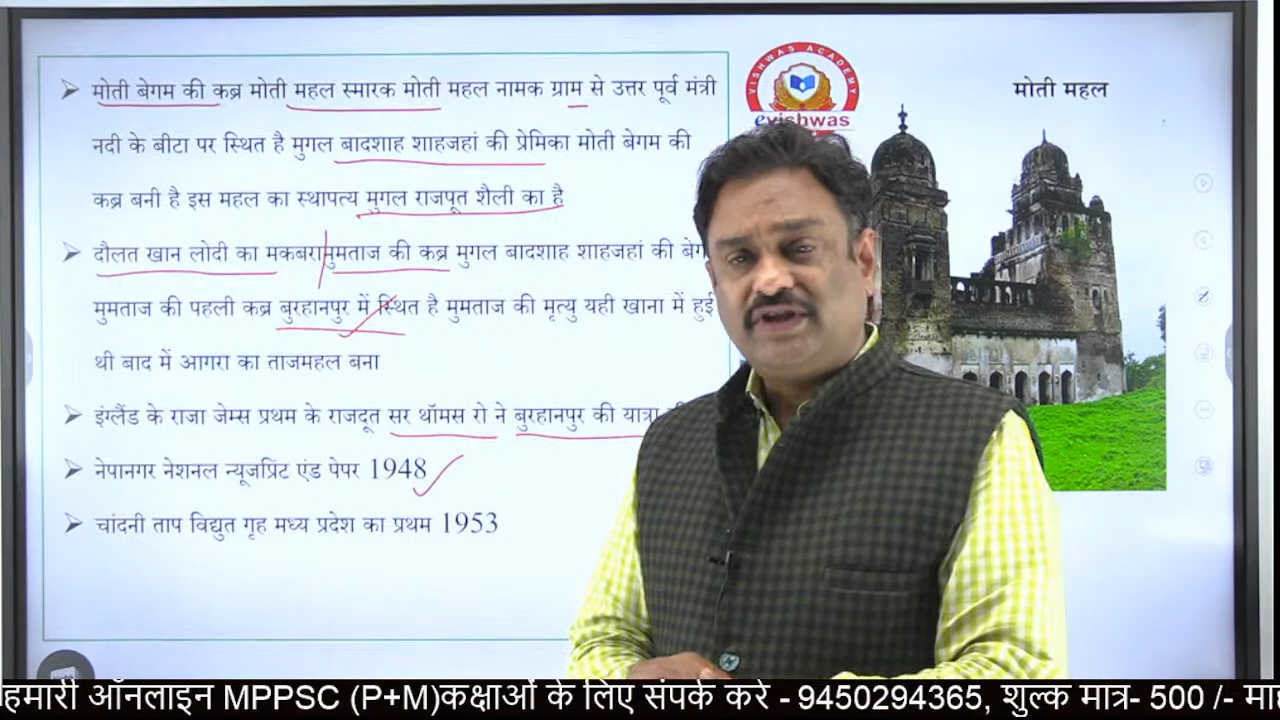 मोती बेगम की कब्र मोती महल स्मारक मोती महल नामक ग्राम से उत्तर पूर्व मंत्री
नदी के बीटा पर स्थित है मुगल बादशाह शाहजहां की प्रेमिका मोती बेगम की
कब्र बनी है इस महल का स्थापत्य मुगल राजपूत शैली का है
दौलत खान लोदी का मकबरा मुमताज की कब्र मुगल बादशाह शाहजहां की
मुमताज की पहली कब्र बुरहानपुर में स्थित है मुमताज की मृत्यु यही खाना में हुई
थी बाद में आगरा का ताजमहल बना
इंग्लैंड के राजा जेम्स प्रथम के राजदूत सर थॉमस रो ने बुरहानपुर की यात्रा
नेपानगर नेशनल न्यूजप्रिंट एंड पेपर 1948
चांदनी ताप विद्युत गृह मध्य प्रदेश का प्रथम 1953
VISHWAS ACADEMY
evishwas
मोती महल
हमारी ऑनलाइन MPPSC (P+M)कक्षाओं के लिए संपर्क करे - 9450294365, शुल्क मात्र- 500 /-